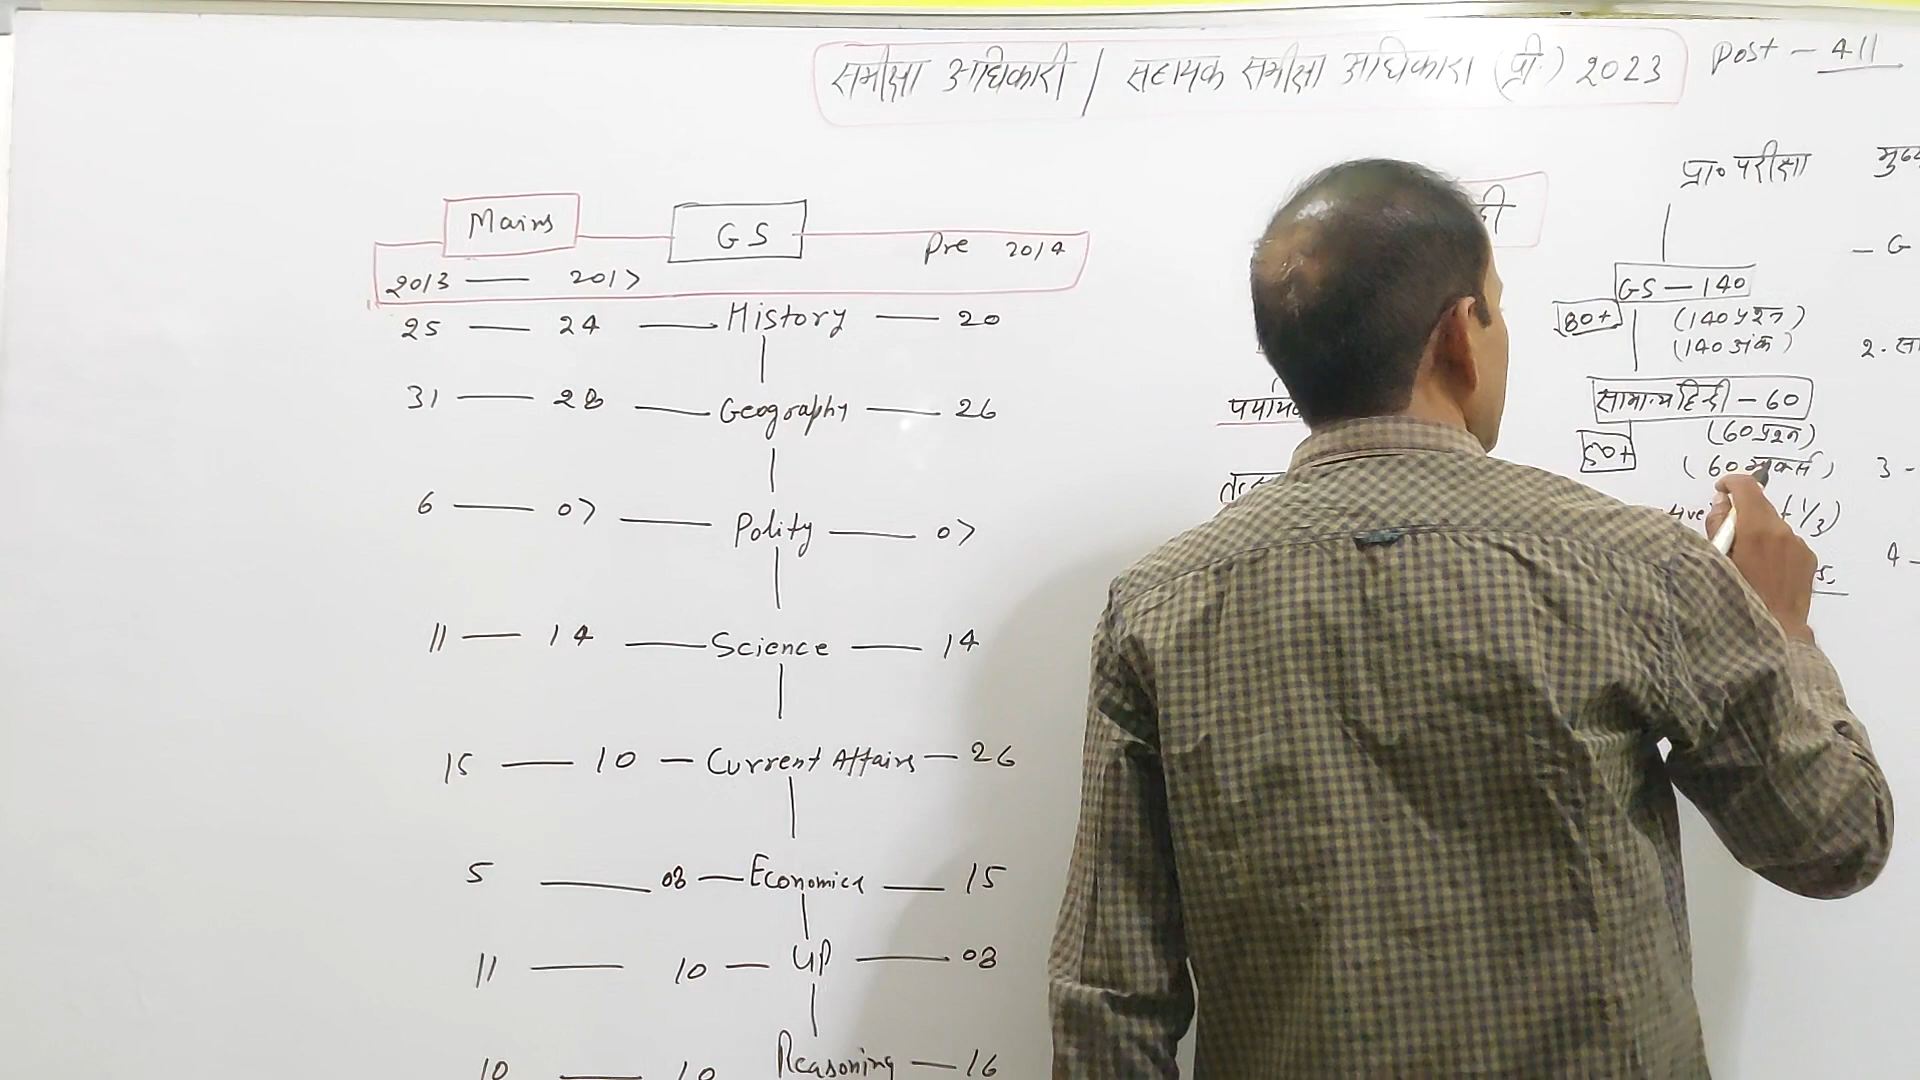 समीक्षा अधिकारी / सहायक समीक्षा अधिकारी (प्री.) 2023
Post - 411
Mains
GS
Pre 2014
2013 — 2017
25 — 24 — History — 20
31 — 28 — Geography — 26
6 — 07 — Polity — 07
11 — 14 — Science — 14
15 — 10 — Current Affairs — 26
5 — 08 — Economics — 15
11 — 10 — UP — 08
10 — 10 Reasoning — 16
प्रा० परीक्षा
GS — 140
80+
(140 प्रश्न)
(140 अंक)
सामान्य हिन्दी — 60
50+
(60 प्रश्न)
(60 मार्क्स)
1/3)
— G
2.
3 -
4 -